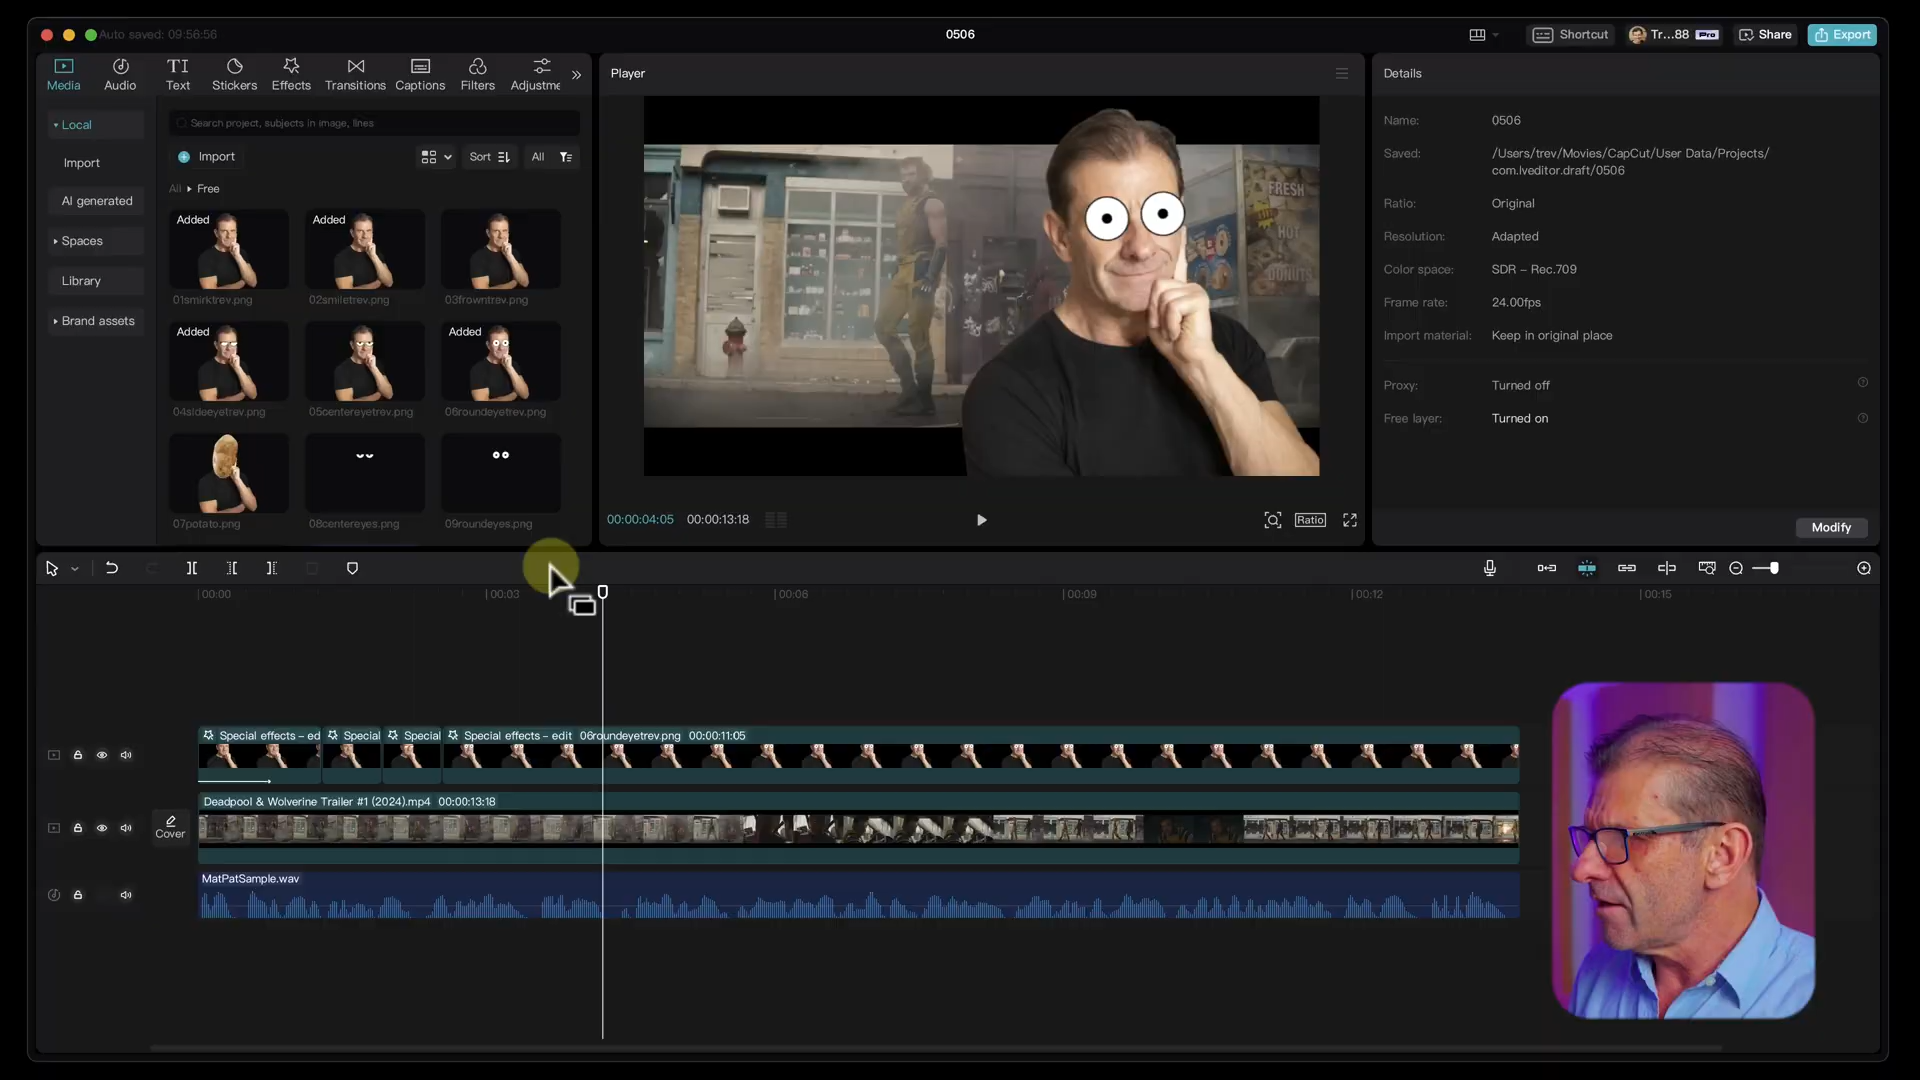 Auto saved: 09:56:56
0506
Shortcut
Tr...88
Pro
Share
Export
Media
Audio
Text
Stickers
Effects
Transitions
Captions
Filters
Adjustme
Local
Import
AI generated
Spaces
Library
Brand assets
Search project, subjects in image, lines
Import
Sort
All
All
Free
Added
Added
01smirktrev.png
02smiletrev.png
03frowntrev.png
Added
Added
04sideeyetrev.png
05centereyetrev.png
06roundeyetrev.png
07potato.png
08centereyes.png
09roundeyes.png
Player
FRESH
HOT
DONUTS
00:00:04:05
00:00:13:18
Ratio
Details
Name:
0506
Saved:
/Users/trev/Movies/CapCut/User Data/Projects/
com.lveditor.draft/0506
Ratio:
Original
Resolution:
Adapted
Color space:
SDR – Rec.709
Frame rate:
24.00fps
Import material:
Keep in original place
Proxy:
Turned off
Free layer:
Turned on
Modify
00:00
00:03
00:06
00:09
00:12
00:15
Special effects – ed
Special
Special
Special effects – edit 06roundeyetrev.png 00:00:11:05
Cover
Deadpool & Wolverine Trailer #1 (2024).mp4 00:00:13:18
MatPatSample.wav